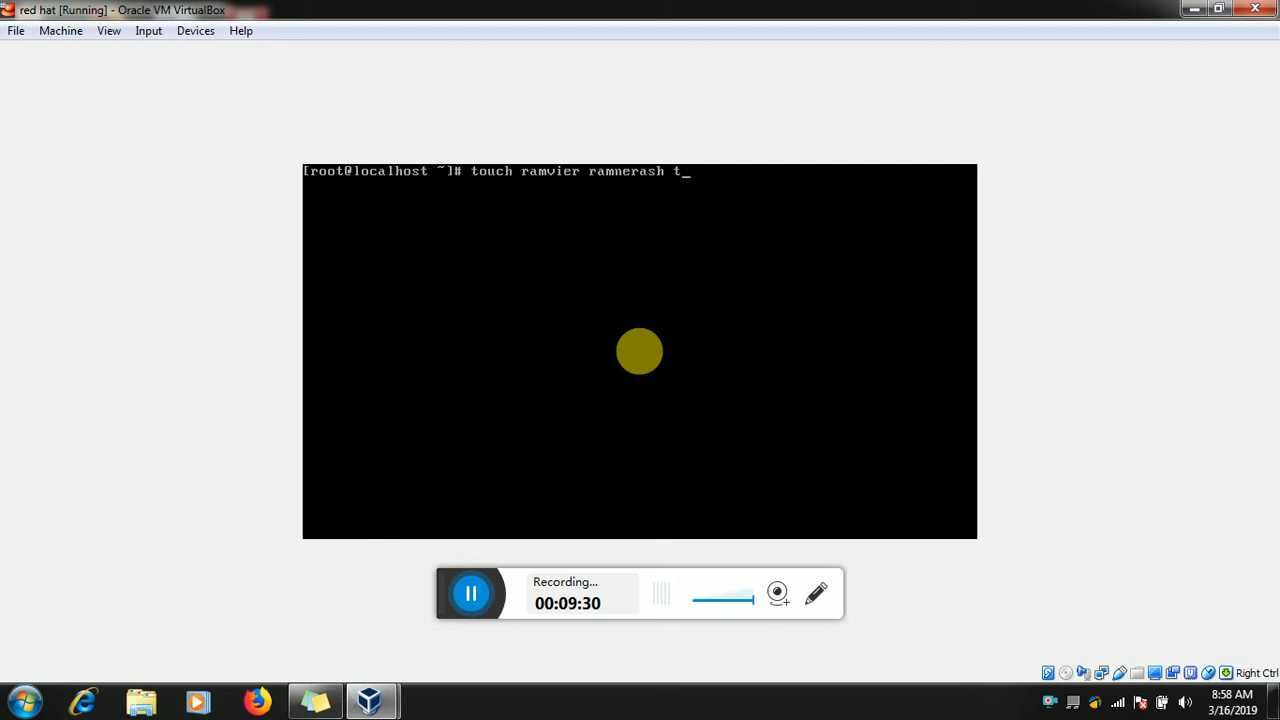 red hat [Running] - Oracle VM VirtualBox
File Machine View Input Devices Help
[root@localhost ~]# touch ramvier ramnerash t_
Recording...
00:09:30
Right Ctrl
8:58 AM
3/16/2019